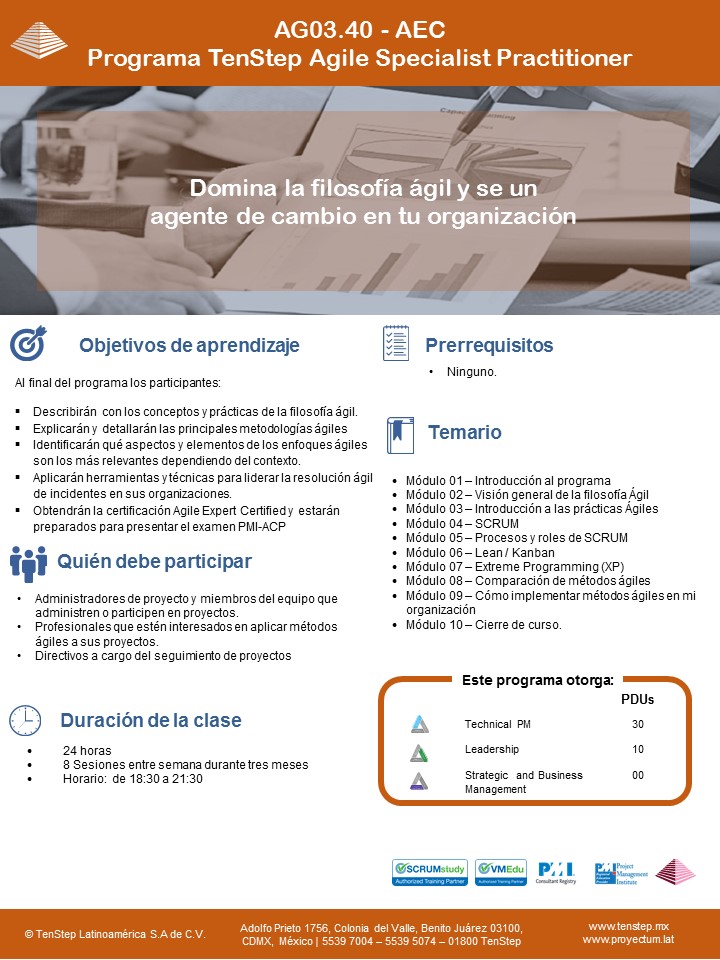 AG03.40 - AEC
Programa TenStep Agile Specialist Practitioner
Domina la filosofía ágil y se un
agente de cambio en tu organización
Objetivos de aprendizaje
Al final del programa los participantes:
▪ Describirán con los conceptos y prácticas de la filosofía ágil.
▪ Explicarán y detallarán las principales metodologías ágiles
▪ Identificarán qué aspectos y elementos de los enfoques ágiles
son los más relevantes dependiendo del contexto.
▪ Aplicarán herramientas y técnicas para liderar la resolución ágil
de incidentes en sus organizaciones.
▪ Obtendrán la certificación Agile Expert Certified y estarán
preparados para presentar el examen PMI-ACP
Quién debe participar
• Administradores de proyecto y miembros del equipo que
administren o participen en proyectos.
• Profesionales que estén interesados en aplicar métodos
ágiles a sus proyectos.
• Directivos a cargo del seguimiento de proyectos
Duración de la clase
• 24 horas
• 8 Sesiones entre semana durante tres meses
• Horario: de 18:30 a 21:30
Prerrequisitos
• Ninguno.
Temario
• Módulo 01 – Introducción al programa
• Módulo 02 – Visión general de la filosofía Ágil
• Módulo 03 – Introducción a las prácticas Ágiles
• Módulo 04 – SCRUM
• Módulo 05 – Procesos y roles de SCRUM
• Módulo 06 – Lean / Kanban
• Módulo 07 – Extreme Programming (XP)
• Módulo 08 – Comparación de métodos ágiles
• Módulo 09 – Cómo implementar métodos ágiles en mi
organización
• Módulo 10 – Cierre de curso.
Este programa otorga:
PDUs
Technical PM 30
Leadership 10
Strategic and Business 00
Management
SCRUMstudy
Authorized Training Partner
VMEdu
Authorized Training Partner
PMI
Consultant Registry
PMI Project
Management
Institute
© TenStep Latinoamérica S.A de C.V.
Adolfo Prieto 1756, Colonia del Valle, Benito Juárez 03100,
CDMX, México | 5539 7004 – 5539 5074 – 01800 TenStep
www.tenstep.mx
www.proyectum.lat